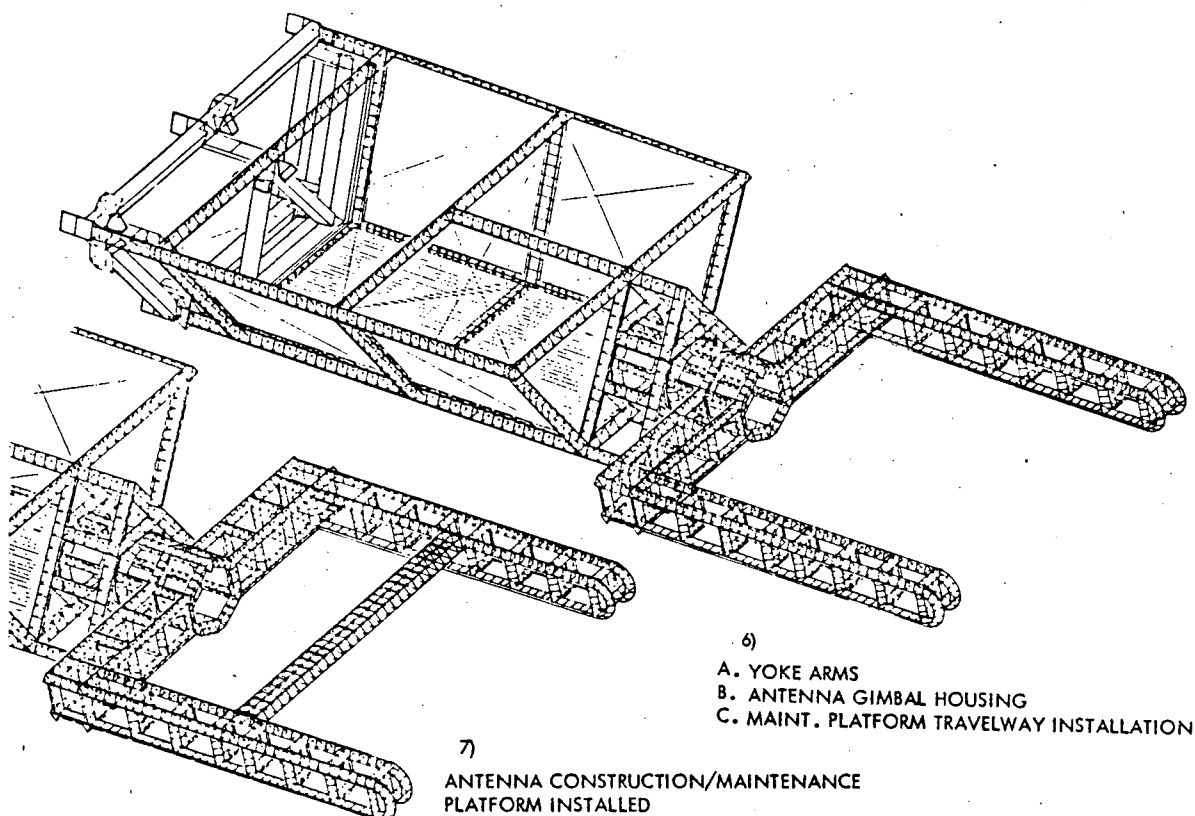 6)
A. YOKE ARMS
B. ANTENNA GIMBAL HOUSING
C. MAINT. PLATFORM TRAVELWAY INSTALLATION
7)
ANTENNA CONSTRUCTION/MAINTENANCE
PLATFORM INSTALLED